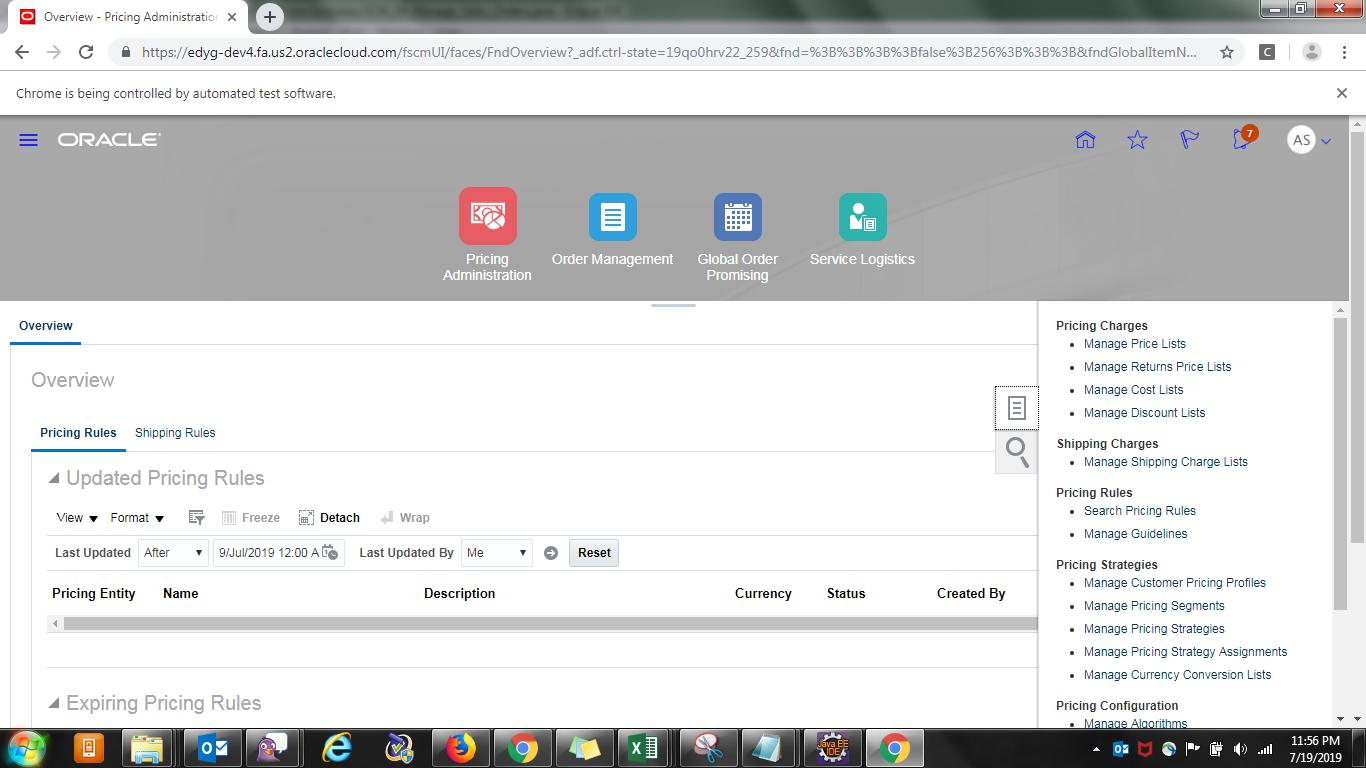 Overview - Pricing Administration
https://edyg-dev4.fa.us2.oraclecloud.com/fscmUI/faces/FndOverview?_adf.ctrl-state=19qo0hrv22_259&fnd=%3B%3B%3B%3Bfalse%3B256%3B%3B%3B&fndGlobalItemN...
C
Chrome is being controlled by automated test software.
ORACLE
7
AS
Pricing
Administration
Order Management
Global Order
Promising
Service Logistics
Overview
Overview
Pricing Rules
Shipping Rules
Updated Pricing Rules
View
Format
Freeze
Detach
Wrap
Last Updated
After
9/Jul/2019 12:00 A
Last Updated By
Me
Reset
Pricing Entity
Name
Description
Currency
Status
Created By
Expiring Pricing Rules
Pricing Charges
Manage Price Lists
Manage Returns Price Lists
Manage Cost Lists
Manage Discount Lists
Shipping Charges
Manage Shipping Charge Lists
Pricing Rules
Search Pricing Rules
Manage Guidelines
Pricing Strategies
Manage Customer Pricing Profiles
Manage Pricing Segments
Manage Pricing Strategies
Manage Pricing Strategy Assignments
Manage Currency Conversion Lists
Pricing Configuration
Manage Algorithms
Java EE
IDE
11:56 PM
7/19/2019